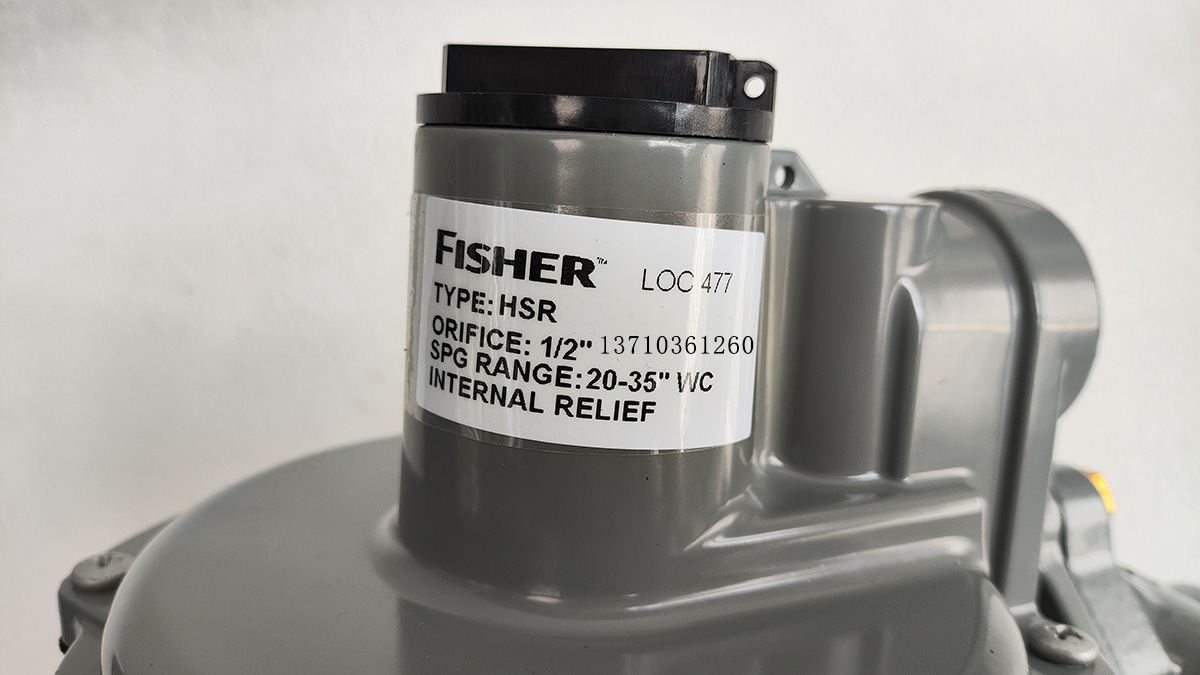 FISHER™ LOC 477
TYPE: HSR
ORIFICE: 1/2" 13710361260
SPG RANGE: 20-35" WC
INTERNAL RELIEF